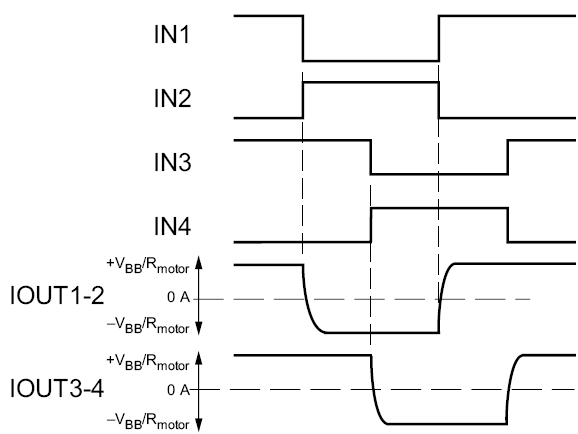 IN1
IN2
IN3
IN4
+VBB/Rmotor
IOUT1-2
0 A
–VBB/Rmotor
+VBB/Rmotor
IOUT3-4
0 A
–VBB/Rmotor